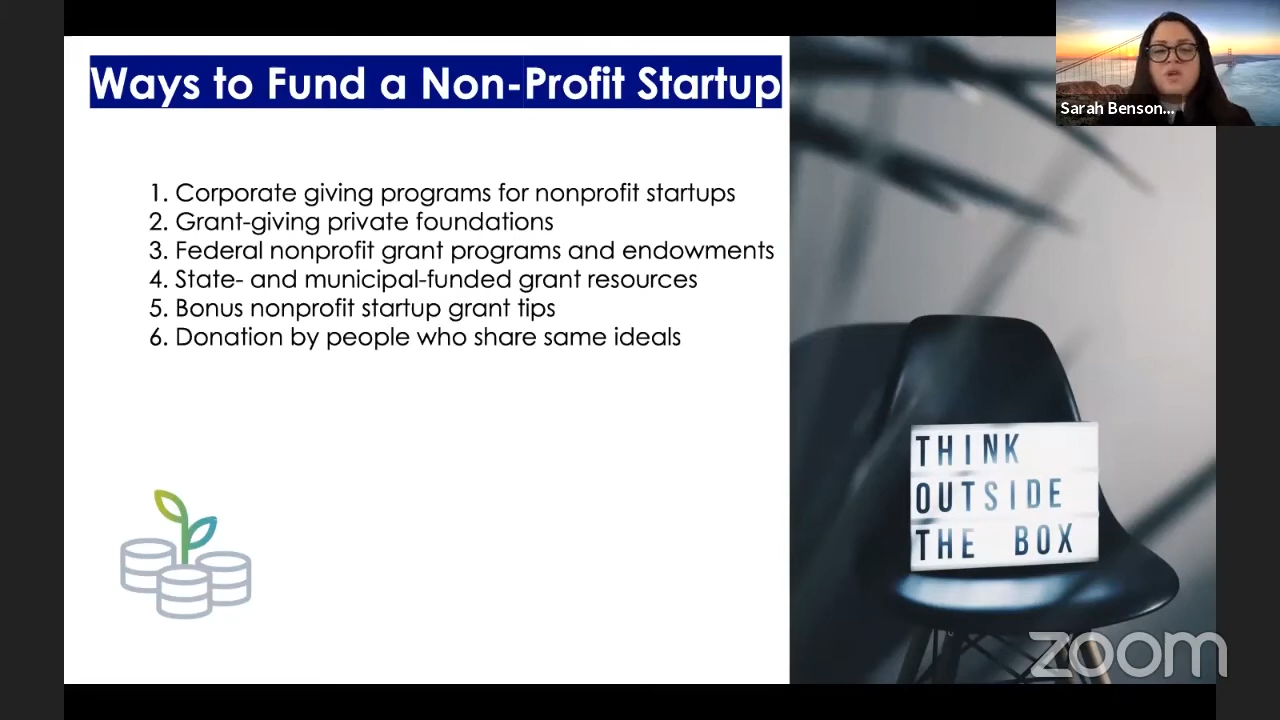 Ways to Fund a Non-Profit Startup
1. Corporate giving programs for nonprofit startups
2. Grant-giving private foundations
3. Federal nonprofit grant programs and endowments
4. State- and municipal-funded grant resources
5. Bonus nonprofit startup grant tips
6. Donation by people who share same ideals
Sarah Benson...
THINK
OUTSIDE
THE BOX
zoom